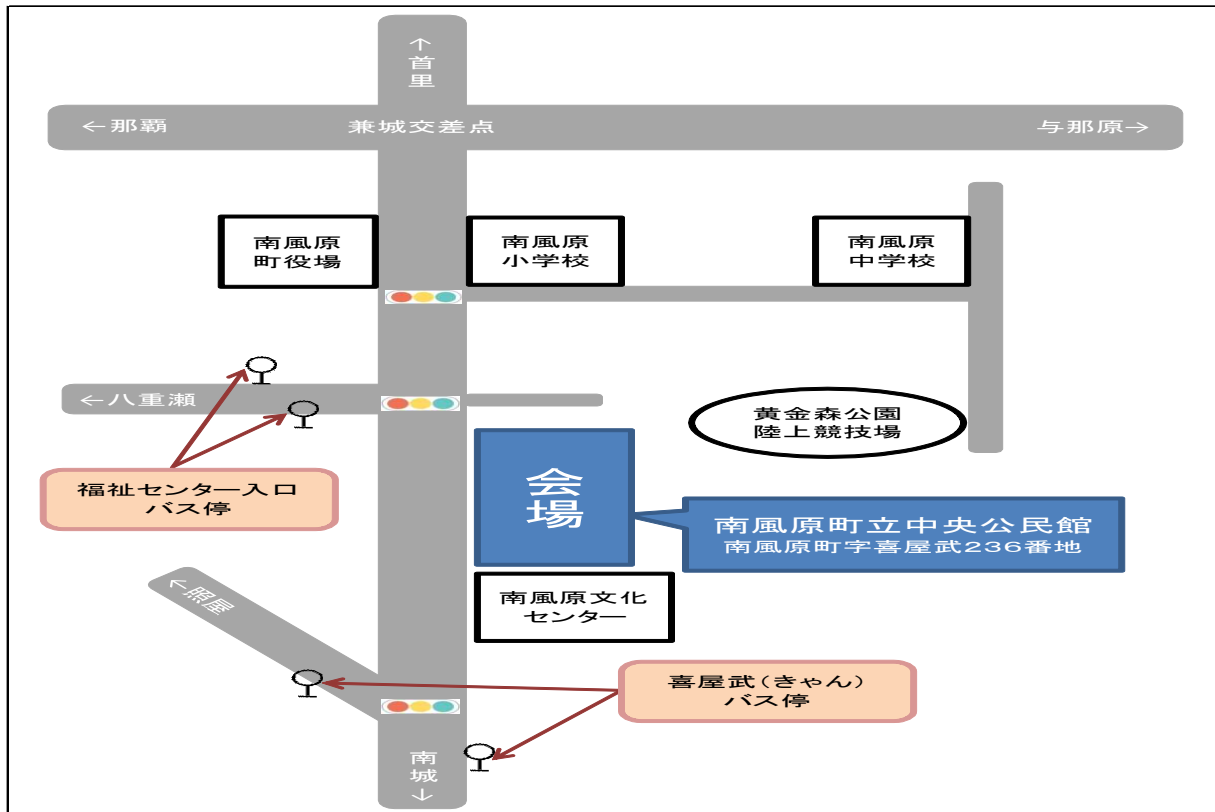 ↑首里
←那覇
兼城交差点
与那原→
南風原
町役場
南風原
小学校
南風原
中学校
←八重瀬
黄金森公園
陸上競技場
福祉センター入口
バス停
会場
南風原町立中央公民館
南風原町字喜屋武236番地
←照屋
南風原文化
センター
喜屋武(きゃん)
バス停
南城↓